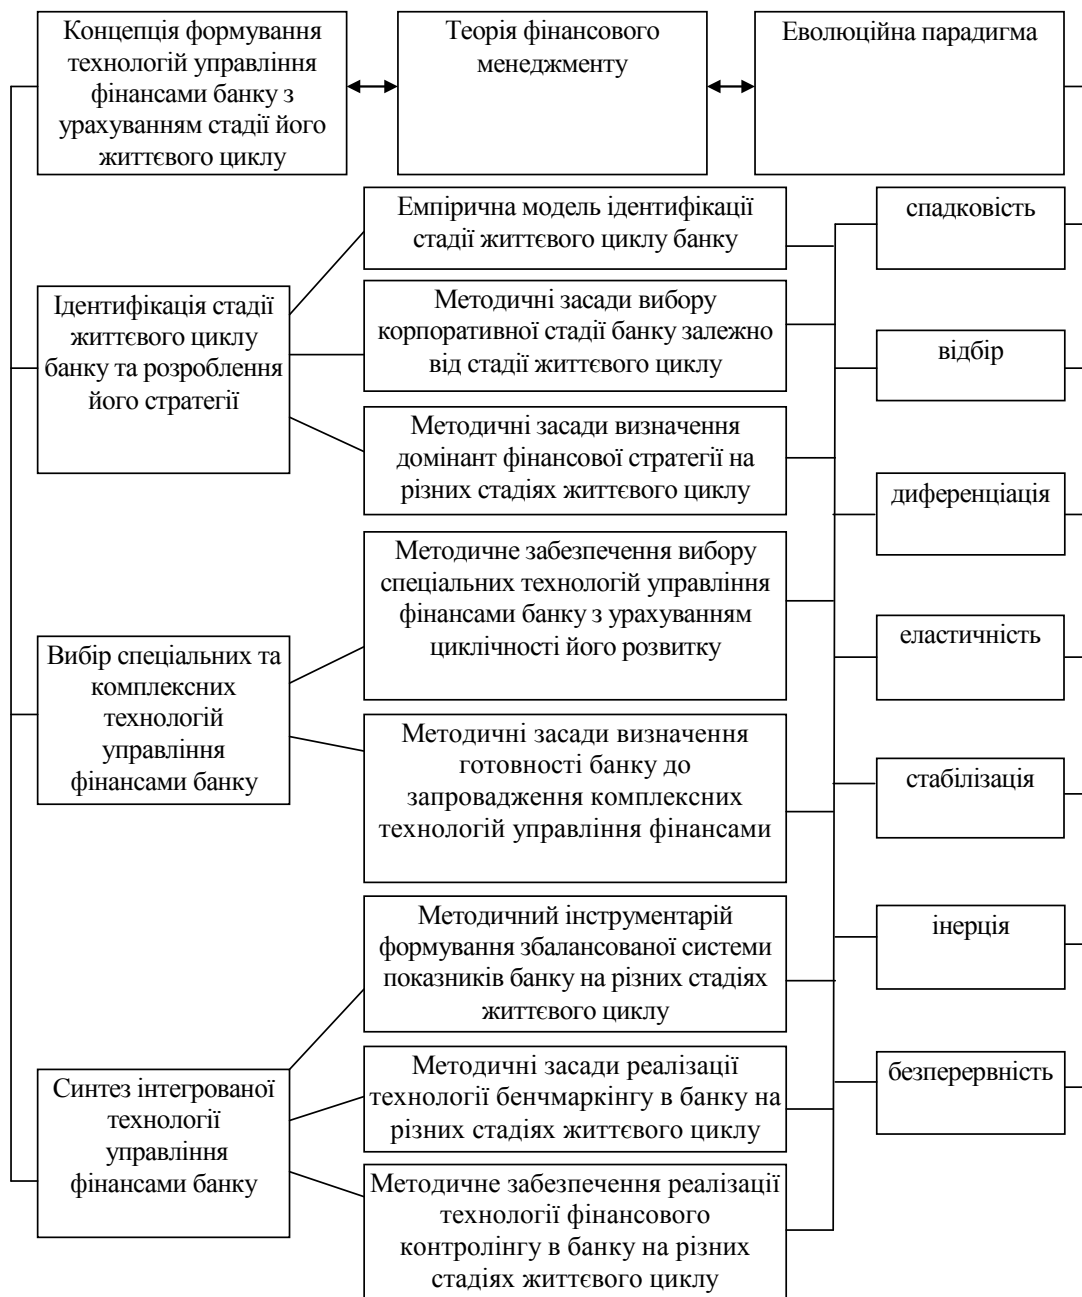 Концепція формування
технологій управління
фінансами банку з
урахуванням стадії його
життєвого циклу
Теорія фінансового
менеджменту
Еволюційна парадигма
Ідентифікація стадії
життєвого циклу
банку та розроблення
його стратегії
Емпірична модель ідентифікації
стадії життєвого циклу банку
Методичні засади вибору
корпоративної стадії банку залежно
від стадії життєвого циклу
Методичні засади визначення
домінант фінансової стратегії на
різних стадіях життєвого циклу
Вибір спеціальних та
комплексних
технологій
управління
фінансами банку
Методичне забезпечення вибору
спеціальних технологій управління
фінансами банку з урахуванням
циклічності його розвитку
Методичні засади визначення
готовності банку до
запровадження комплексних
технологій управління фінансами
Синтез інтегрованої
технології
управління
фінансами банку
Методичний інструментарій
формування збалансованої системи
показників банку на різних стадіях
життєвого циклу
Методичні засади реалізації
технології бенчмаркінгу в банку на
різних стадіях життєвого циклу
Методичне забезпечення реалізації
технології фінансового
контролінгу в банку на різних
стадіях життєвого циклу
спадковість
відбір
диференціація
еластичність
стабілізація
інерція
безперервність